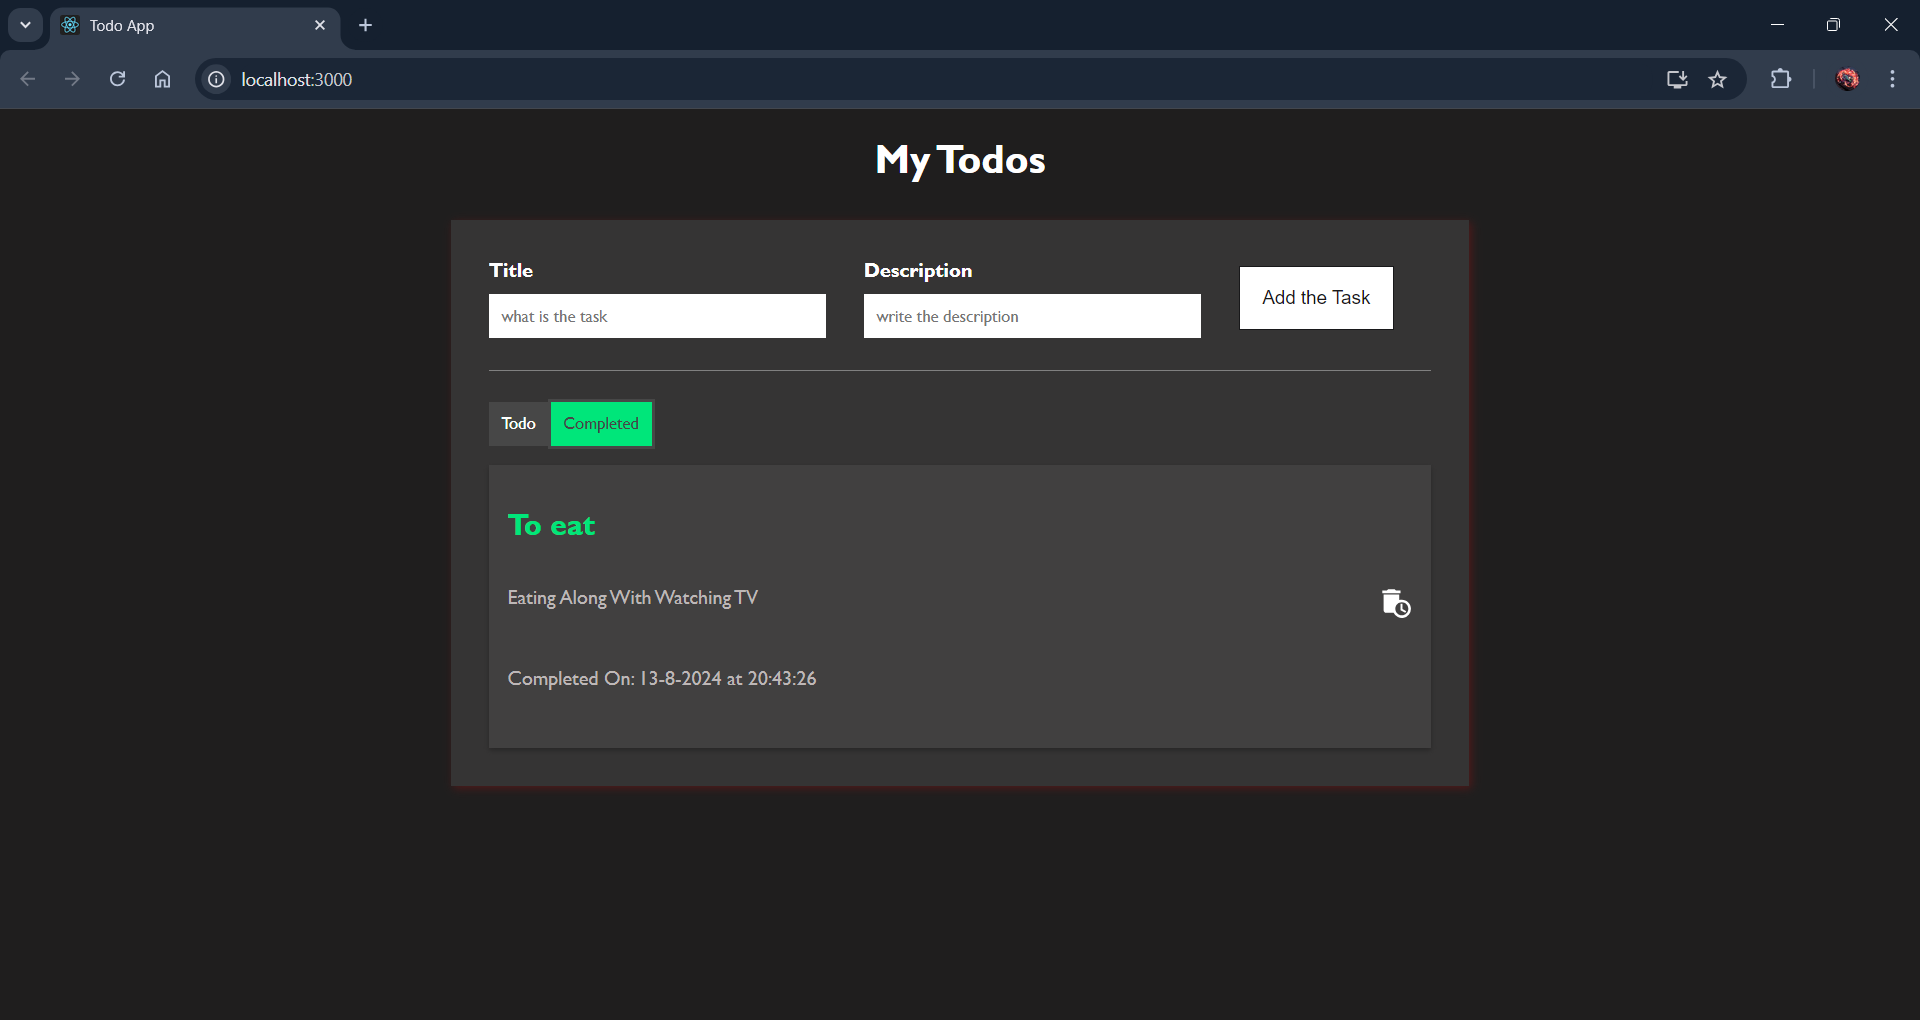 Todo App
localhost:3000
My Todos
Title
Description
what is the task
write the description
Add the Task
Todo
Completed
To eat
Eating Along With Watching TV
Completed On: 13-8-2024 at 20:43:26